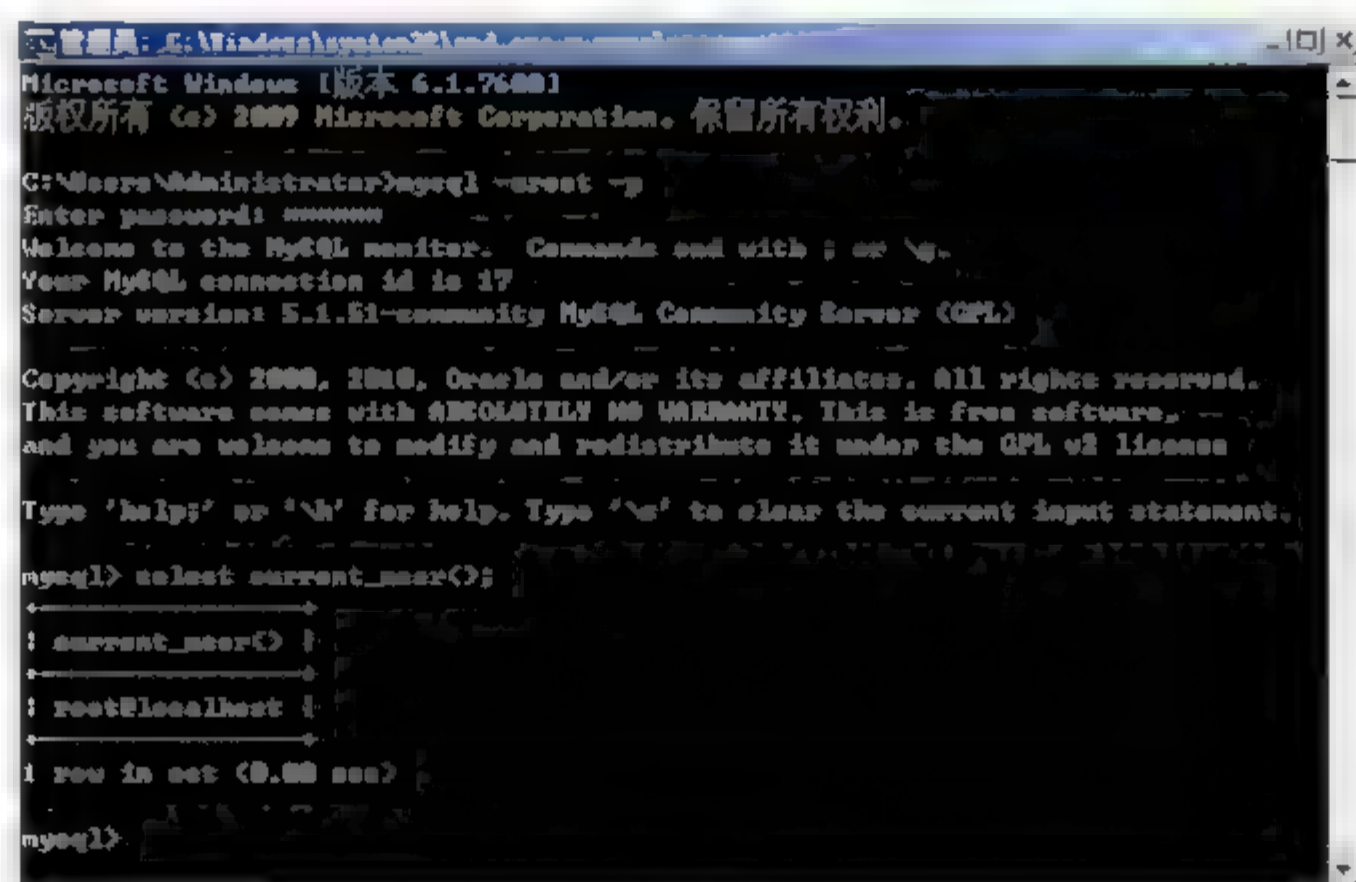 管理员: C:\Windows\system32\
Microsoft Windows [版本 6.1.7600]
版权所有 (c) 2009 Microsoft Corporation。保留所有权利。
C:\Users\Administrator>mysql -uroot -p
Enter password: *******
Welcome to the MySQL monitor.  Commands end with ; or \g.
Your MySQL connection id is 17
Server version: 5.1.51-community MySQL Community Server (GPL)
Copyright (c) 2000, 2010, Oracle and/or its affiliates. All rights reserved.
This software comes with ABSOLUTELY NO WARRANTY. This is free software,
and you are welcome to modify and redistribute it under the GPL v2 license
Type 'help;' or '\h' for help. Type '\c' to clear the current input statement.
mysql> select current_user();
+----------------+
| current_user() |
+----------------+
| root@localhost |
+----------------+
1 row in set (0.00 sec)
mysql>